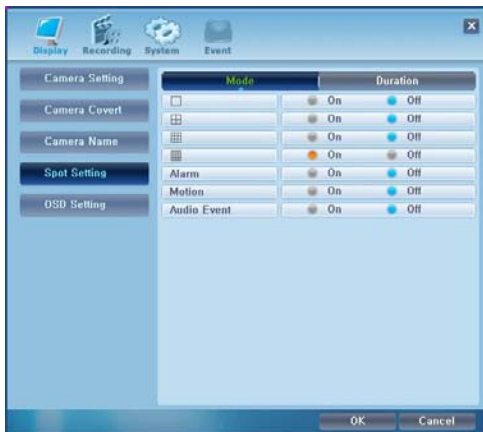 Display Recording System Event
Camera Setting
Camera Covert
Camera Name
Spot Setting
OSD Setting
Mode Duration
On Off
On Off
On Off
On Off
Alarm On Off
Motion On Off
Audio Event On Off
OK Cancel